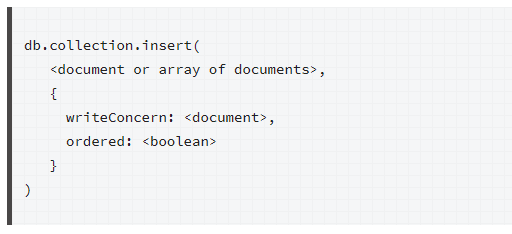 db.collection.insert(
   <document or array of documents>,
   {
     writeConcern: <document>,
     ordered: <boolean>
   }
)